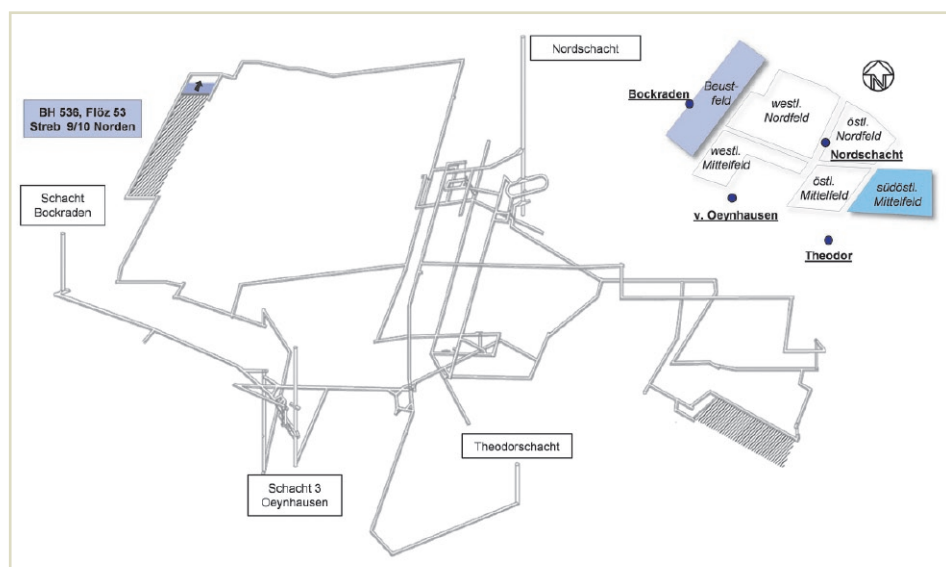 Nordschacht
BH 536, Flöz 53
Streb 9/10 Norden
Schacht
Bockraden
Schacht 3
Oeynhausen
Theodorschacht
Bockraden
Beust-
feld
westl.
Nordfeld
östl.
Nordfeld
N
Nordschacht
westl.
Mittelfeld
östl.
Mittelfeld
südöstl.
Mittelfeld
v. Oeynhausen
Theodor